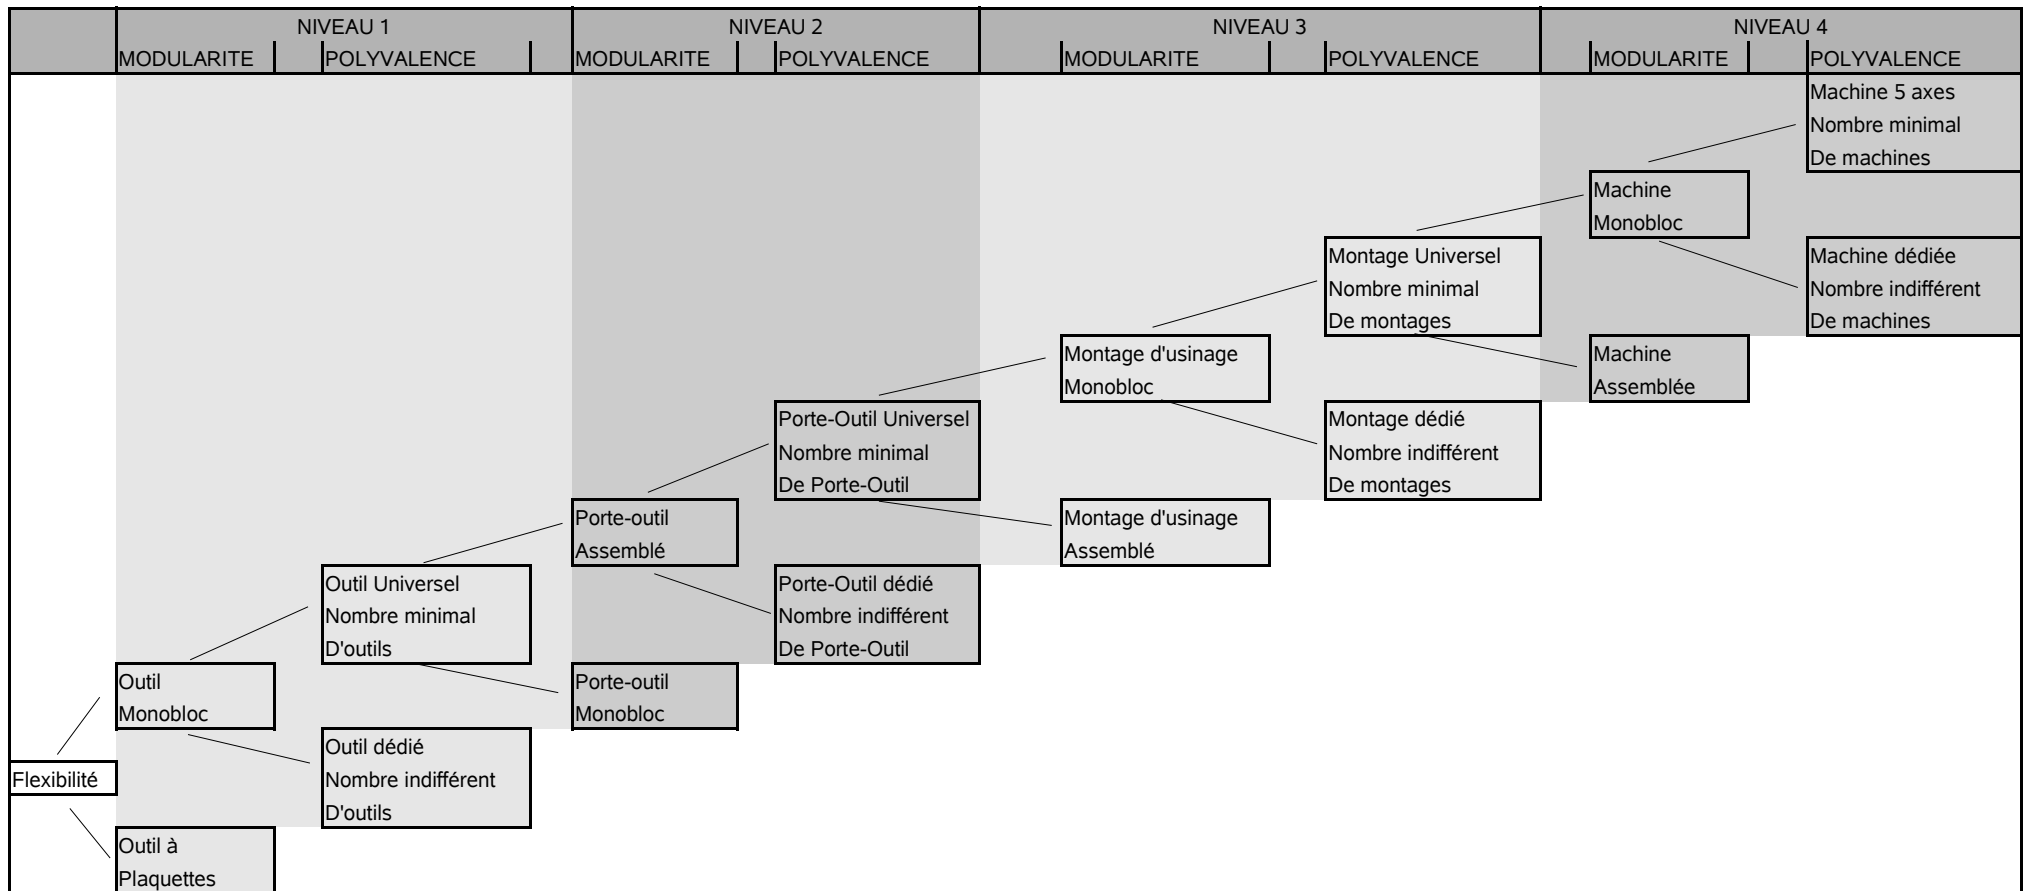 NIVEAU 1 NIVEAU 2 NIVEAU 3 NIVEAU 4
MODULARITE POLYVALENCE MODULARITE POLYVALENCE MODULARITE POLYVALENCE MODULARITE POLYVALENCE
Machine 5 axes
Nombre minimal
De machines
Machine
Monobloc
Montage Universel
Nombre minimal
De montages
Machine dédiée
Nombre indifférent
De machines
Montage d'usinage
Monobloc
Machine
Assemblée
Porte-Outil Universel
Nombre minimal
De Porte-Outil
Montage dédié
Nombre indifférent
De montages
Porte-outil
Assemblé
Montage d'usinage
Assemblé
Outil Universel
Nombre minimal
D'outils
Porte-Outil dédié
Nombre indifférent
De Porte-Outil
Outil
Monobloc
Porte-outil
Monobloc
Outil dédié
Nombre indifférent
D'outils
Flexibilité
Outil à
Plaquettes